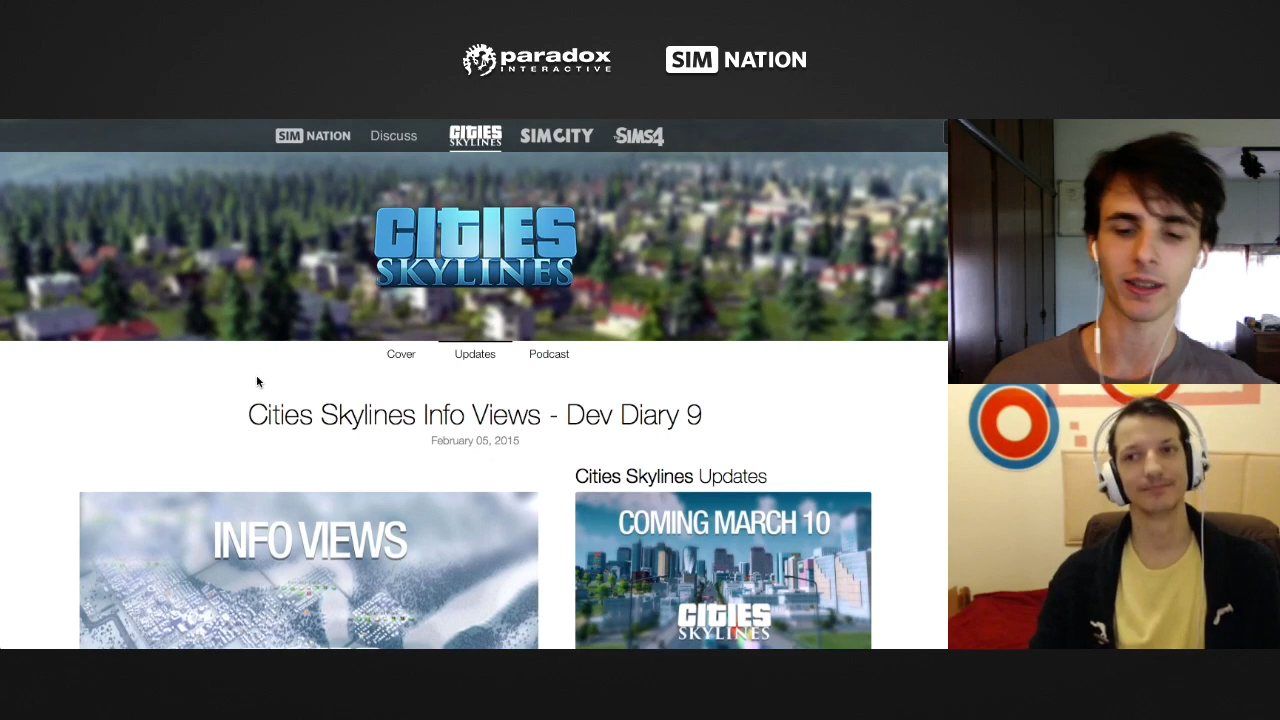 paradox
INTERACTIVE
SIM NATION
SIM NATION Discuss CITIES SKYLINES SIMCITY THE SIMS4
CITIES
SKYLINES
Cover Updates Podcast
Cities Skylines Info Views - Dev Diary 9
February 05, 2015
Cities Skylines Updates
INFO VIEWS
COMING MARCH 10
CITIES
SKYLINES